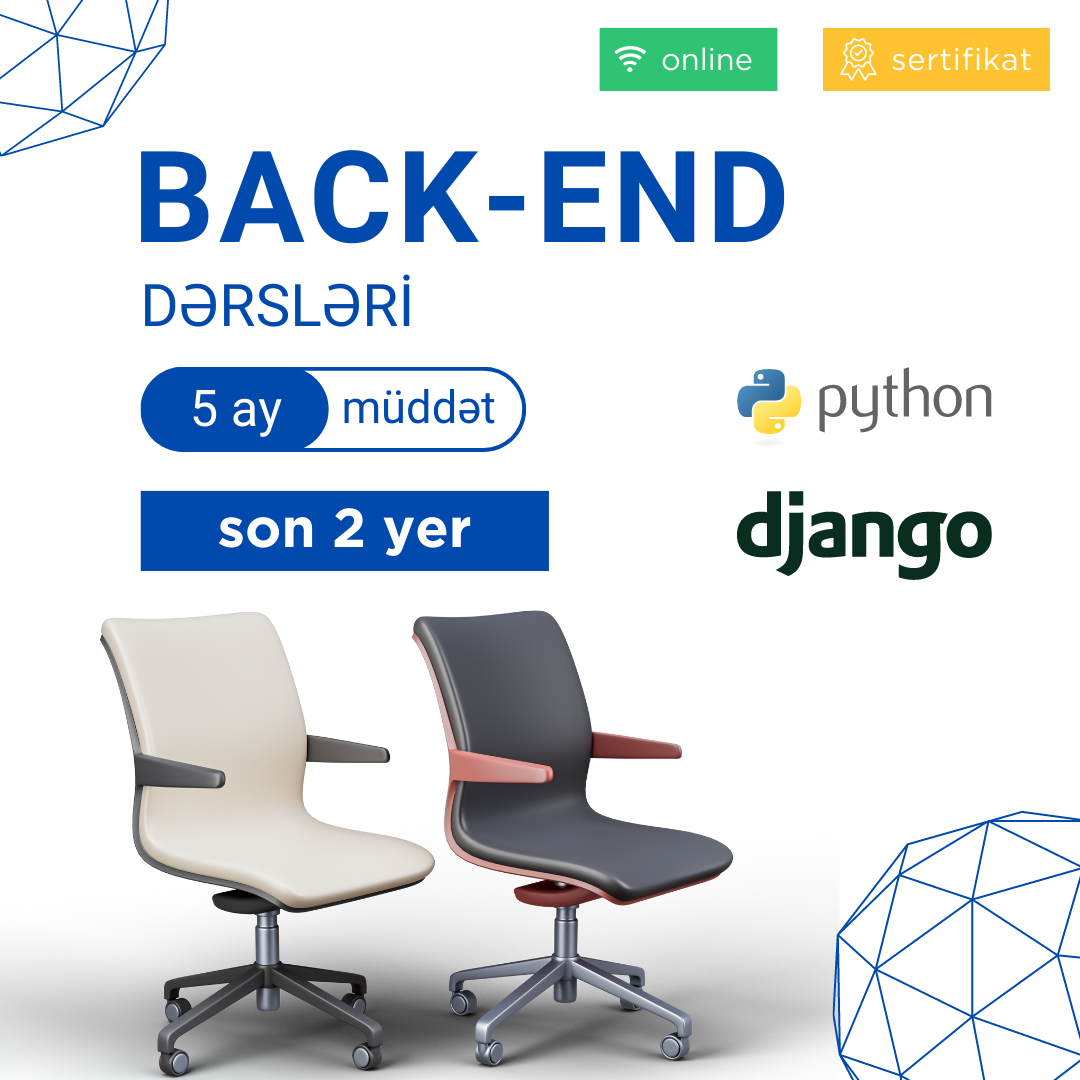 online
sertifikat
BACK-END
DƏRSLƏRİ
5 ay müddət
python
son 2 yer
django